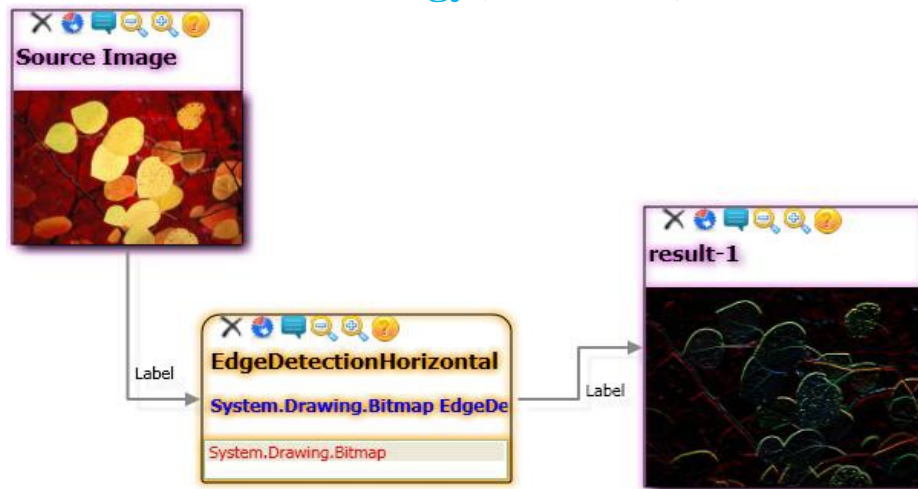 Source Image
result-1
Label
EdgeDetectionHorizontal
System.Drawing.Bitmap EdgeDe
System.Drawing.Bitmap
Label